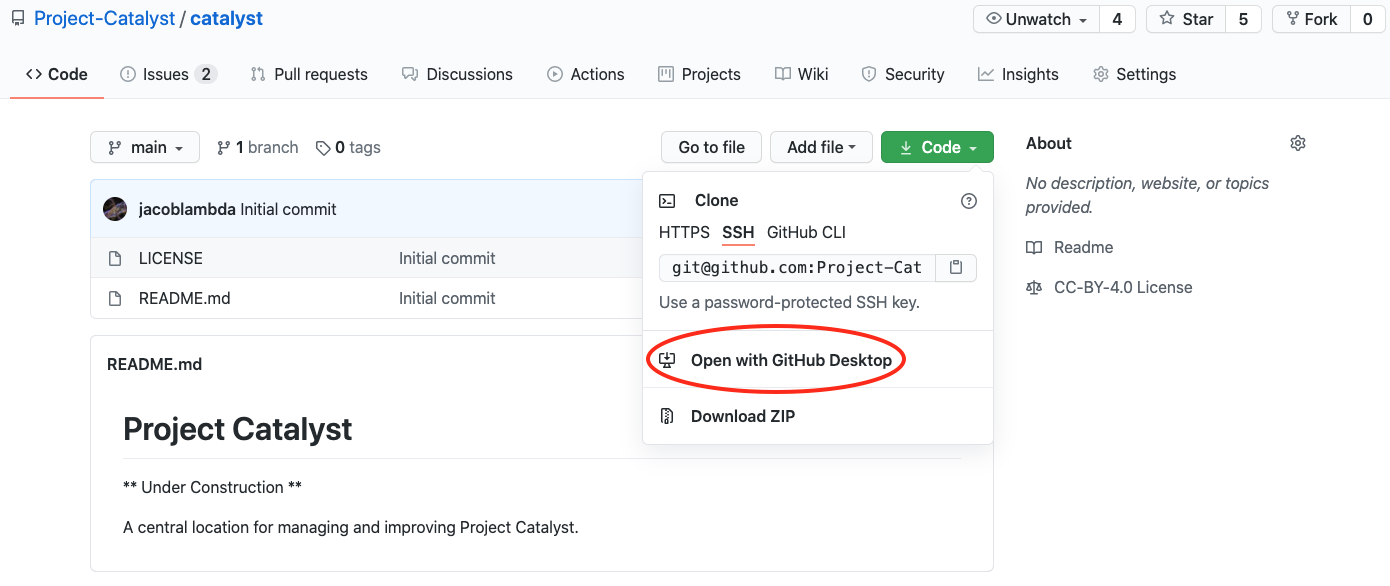 Project-Catalyst / catalyst
Unwatch 4 Star 5 Fork 0
Code Issues 2 Pull requests Discussions Actions Projects Wiki Security Insights Settings
main 1 branch 0 tags Go to file Add file Code
jacoblambda Initial commit
LICENSE Initial commit
README.md Initial commit
Clone
HTTPS SSH GitHub CLI
git@github.com:Project-Cat
Use a password-protected SSH key.
Open with GitHub Desktop
Download ZIP
README.md
Project Catalyst
** Under Construction **
A central location for managing and improving Project Catalyst.
About
No description, website, or topics
provided.
Readme
CC-BY-4.0 License